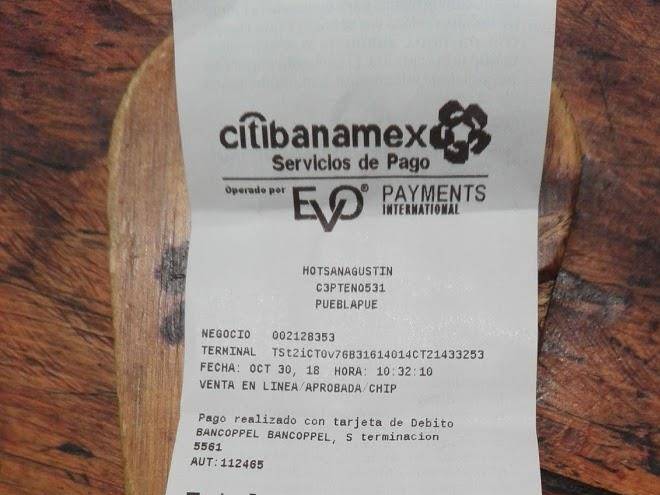 citibanamex
Servicios de Pago
Operado por EVO® PAYMENTS
INTERNATIONAL
HOTSANAGUSTIN
C3PTENO531
PUEBLAPUE
NEGOCIO 002128353
TERMINAL TSt2iCT0v76B31614014CT21433253
FECHA: OCT 30, 18 HORA: 10:32:10
VENTA EN LINEA/APROBADA/CHIP
Pago realizado con tarjeta de Debito
BANCOPPEL BANCOPPEL, S terminacion
5561
AUT:112465